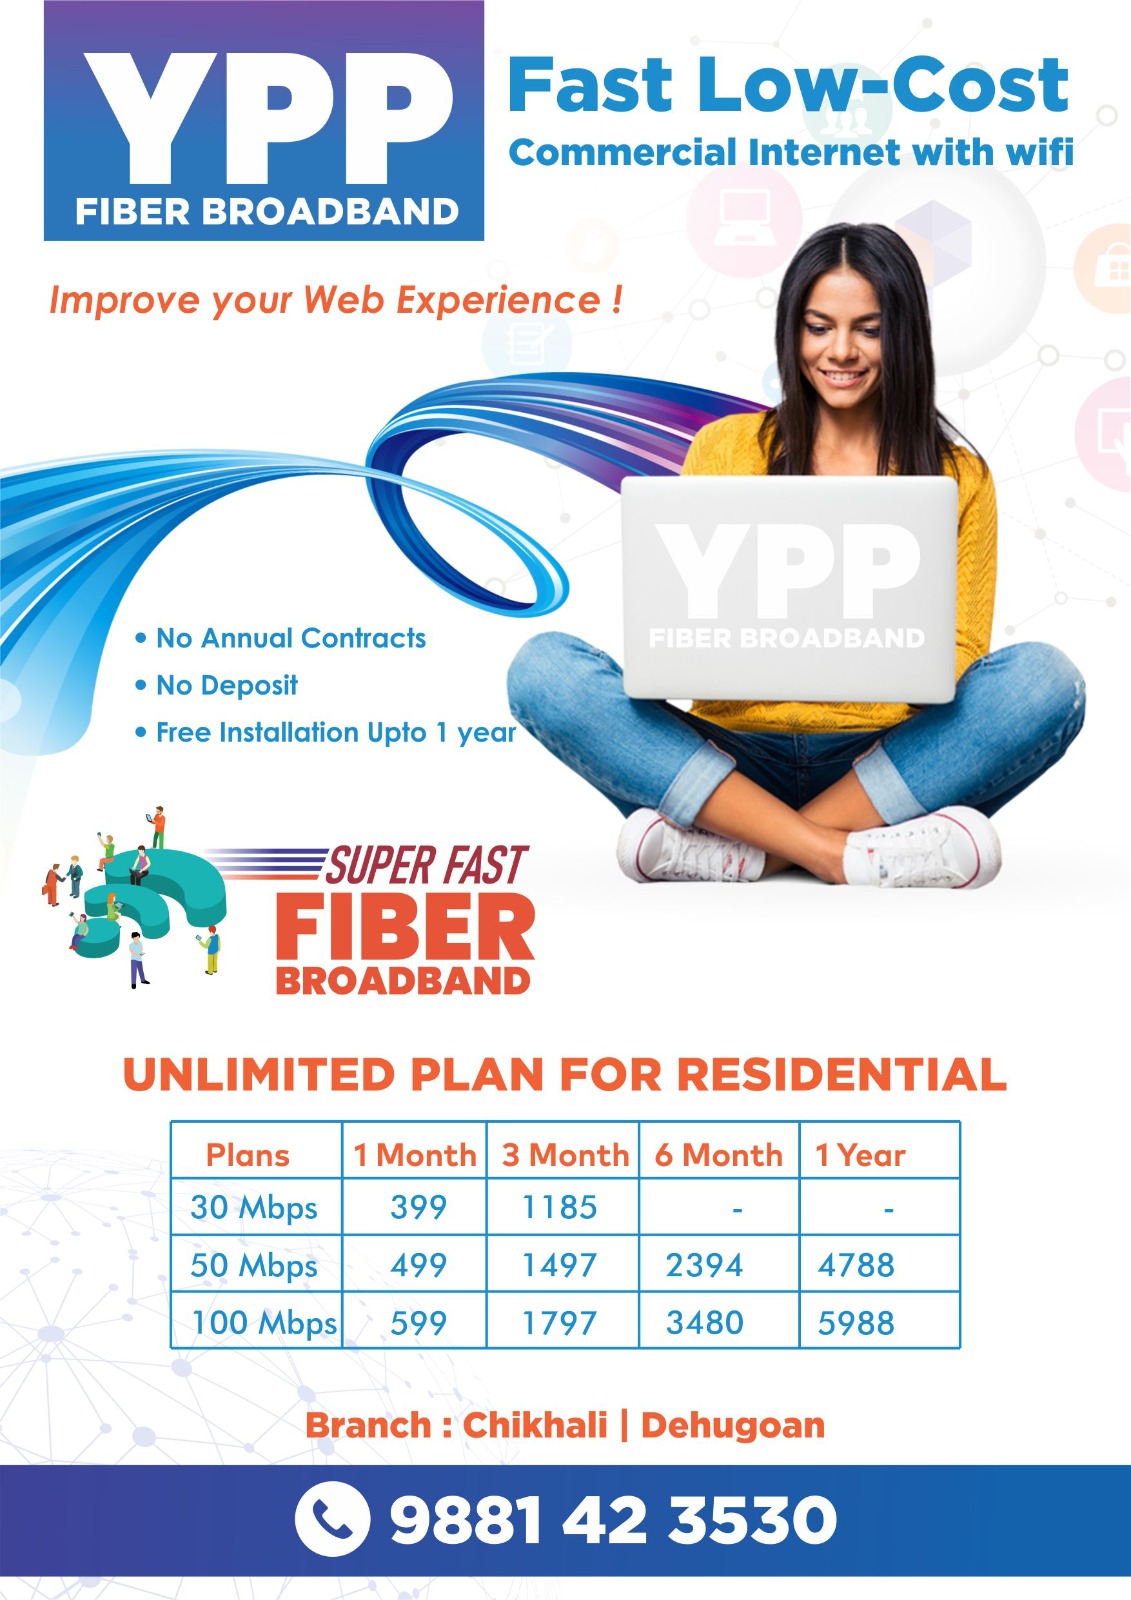 YPP
FIBER BROADBAND
Fast Low-Cost
Commercial Internet with wifi
Improve your Web Experience !
YPP
FIBER BROADBAND
• No Annual Contracts
• No Deposit
• Free Installation Upto 1 year
SUPER FAST
FIBER
BROADBAND
UNLIMITED PLAN FOR RESIDENTIAL
Plans 1 Month 3 Month 6 Month 1 Year
30 Mbps 399 1185 - -
50 Mbps 499 1497 2394 4788
100 Mbps 599 1797 3480 5988
Branch : Chikhali | Dehugoan
9881 42 3530